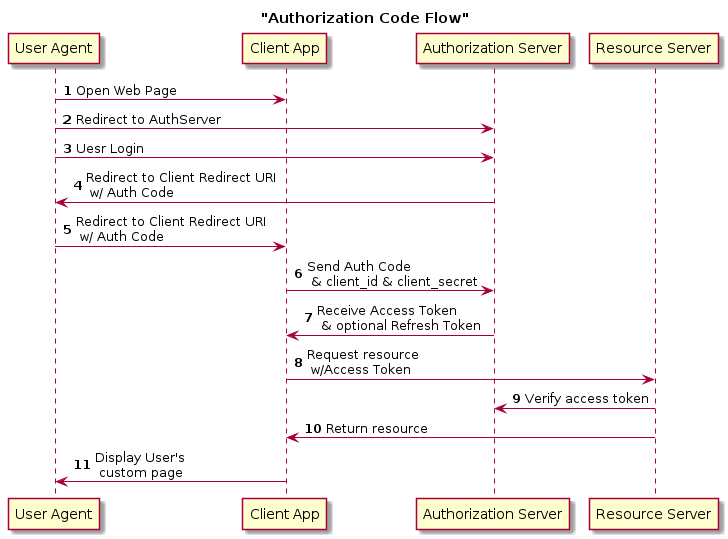 "Authorization Code Flow"
User Agent
Client App
Authorization Server
Resource Server
1 Open Web Page
2 Redirect to AuthServer
3 Uesr Login
4 Redirect to Client Redirect URI
w/ Auth Code
5 Redirect to Client Redirect URI
w/ Auth Code
6 Send Auth Code
& client_id & client_secret
7 Receive Access Token
& optional Refresh Token
8 Request resource
w/Access Token
9 Verify access token
10 Return resource
11 Display User's
custom page
User Agent
Client App
Authorization Server
Resource Server